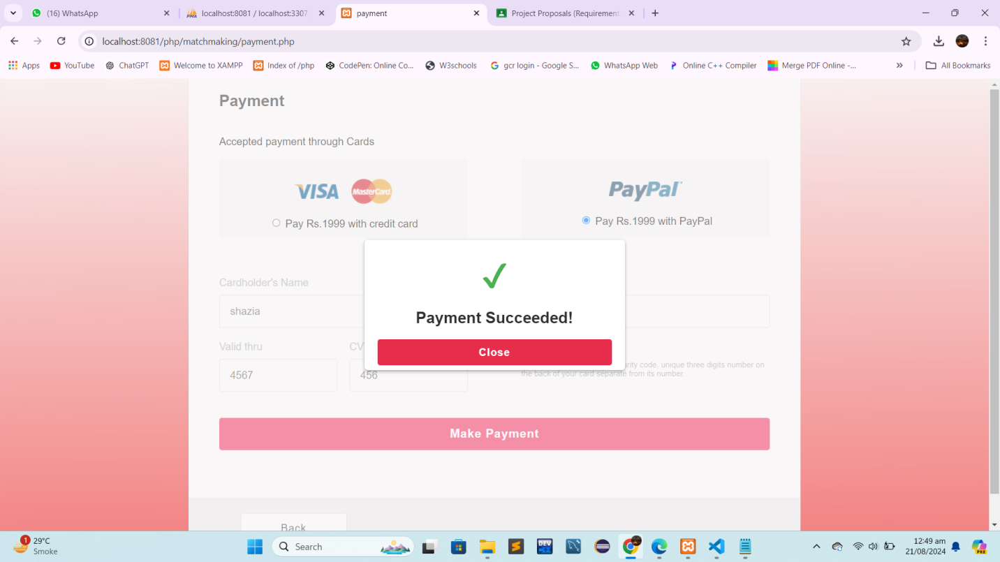 (16) WhatsApp
localhost:8081 / localhost:3307
payment
Project Proposals (Requirement
localhost:8081/php/matchmaking/payment.php
Apps
YouTube
ChatGPT
Welcome to XAMPP
Index of /php
CodePen: Online Co...
W3schools
gcr login - Google S...
WhatsApp Web
Online C++ Compiler
Merge PDF Online -...
»
All Bookmarks
Payment
Accepted payment through Cards
VISA
MasterCard
PayPal™
Pay Rs.1999 with credit card
Pay Rs.1999 with PayPal
Cardholder's Name
shazia
Payment Succeeded!
Close
Valid thru
CV
4567
456
rity code, unique three digits number on
the back of your card separate from its number.
Make Payment
Back
1
29°C
Smoke
Search
DEV
PRE
12:49 am
21/08/2024